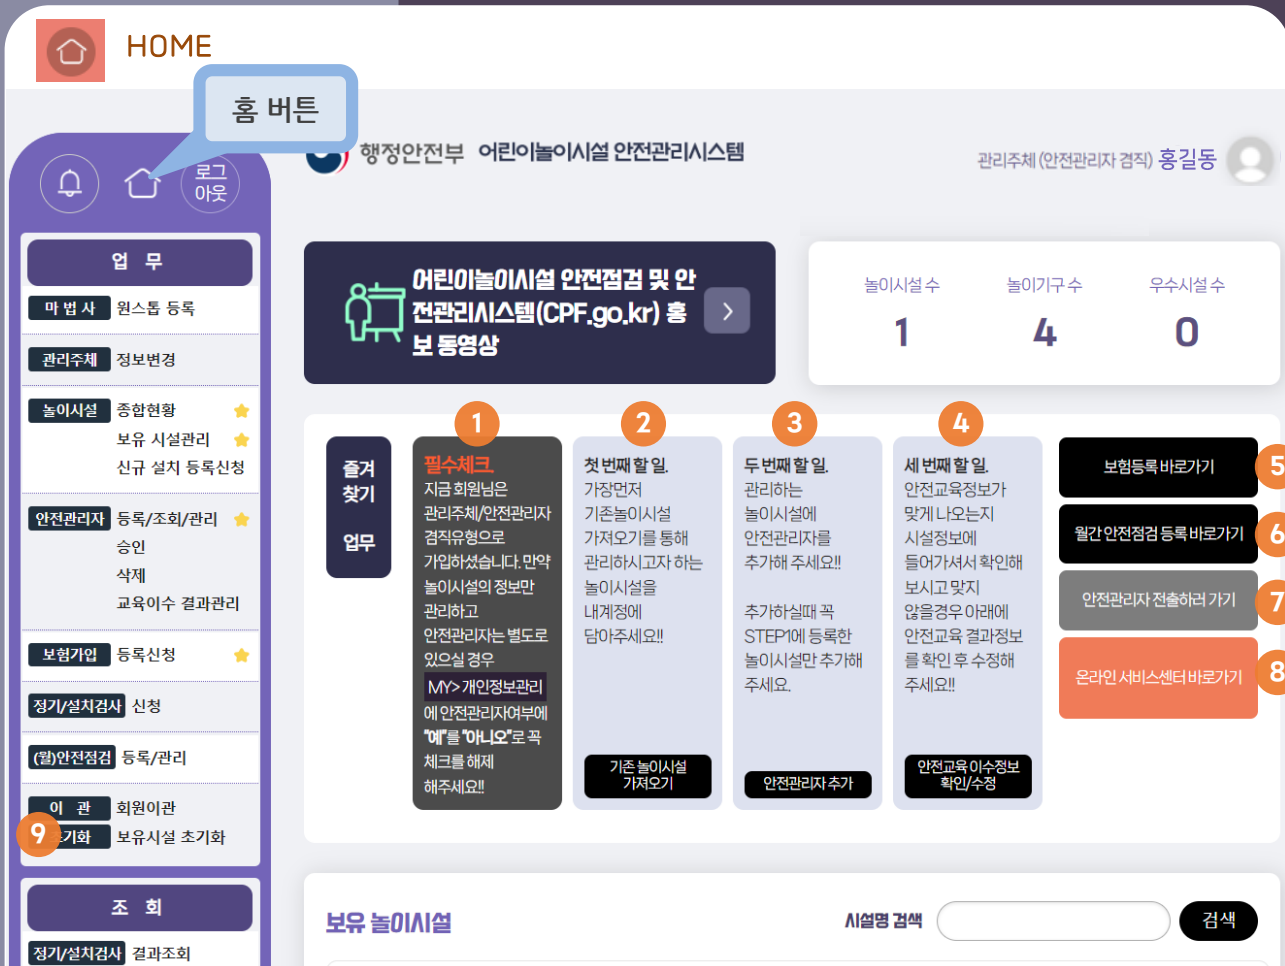 HOME
홈 버튼
로그
아웃
행정안전부 어린이놀이시설 안전관리시스템
관리주체 (안전관리자 겸직) 홍길동
업 무
마 법 사 원스톱 등록
관리주체 정보변경
놀이시설 종합현황
보유 시설관리
신규 설치 등록신청
안전관리자 등록/조회/관리
승인
삭제
교육이수 결과관리
보험가입 등록신청
정기/설치검사 신청
(월)안전점검 등록/관리
이 관 회원이관
9 기화 보유시설 초기화
조 회
정기/설치검사 결과조회
어린이놀이시설 안전점검 및 안
전관리시스템(CPF.go.kr) 홍
보 동영상
놀이시설 수
1
놀이기구 수
4
우수시설 수
0
즐겨
찾기
업무
1
필수체크.
지금 회원님은
관리주체/안전관리자
겸직유형으로
가입하셨습니다. 만약
놀이시설의 정보만
관리하고
안전관리자는 별도로
있으실 경우
MY> 개인정보관리
에 안전관리자여부에
"예"를 "아니오"로 꼭
체크를 해제
해주세요!!
2
첫 번째 할 일.
가장먼저
기존놀이시설
가져오기를 통해
관리하시고자 하는
놀이시설을
내계정에
담아주세요!!
기존 놀이시설
가져오기
3
두 번째 할 일.
관리하는
놀이시설에
안전관리자를
추가해 주세요!!
추가하실때 꼭
STEP1에 등록한
놀이시설만 추가해
주세요.
안전관리자 추가
4
세 번째 할 일.
안전교육정보가
맞게 나오는지
시설정보에
들어가셔서 확인해
보시고 맞지
않을경우 아래에
안전교육 결과정보
를 확인 후 수정해
주세요!!
안전교육 이수정보
확인/수정
보험등록 바로가기 5
월간 안전점검 등록 바로가기 6
안전관리자 전출하러 가기 7
온라인 서비스센터 바로가기 8
보유 놀이시설
시설명 검색
검색